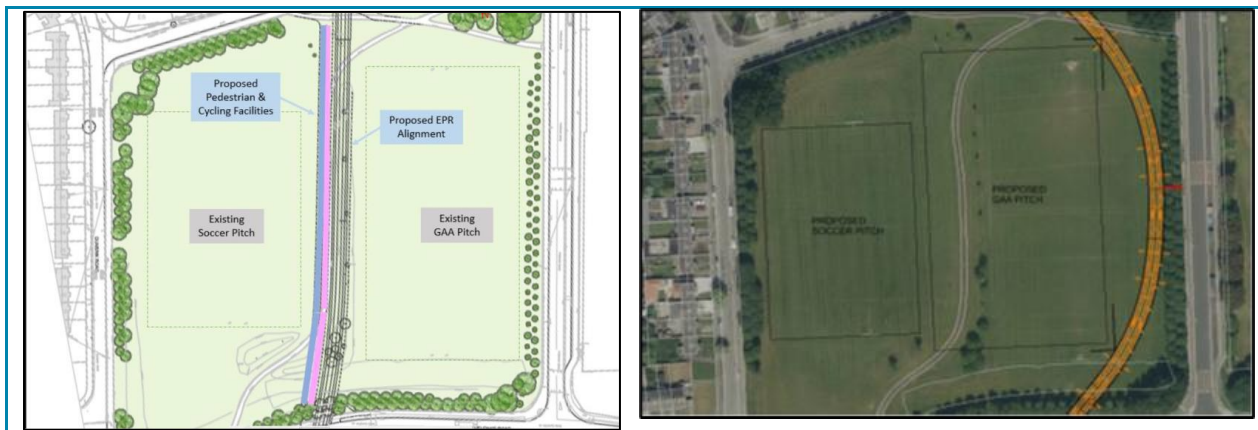 Proposed
Pedestrian &
Cycling Facilities
Proposed EPR
Alignment
Existing
Soccer Pitch
Existing
GAA Pitch
PROPOSED
SOCCER PITCH
PROPOSED
GAA PITCH